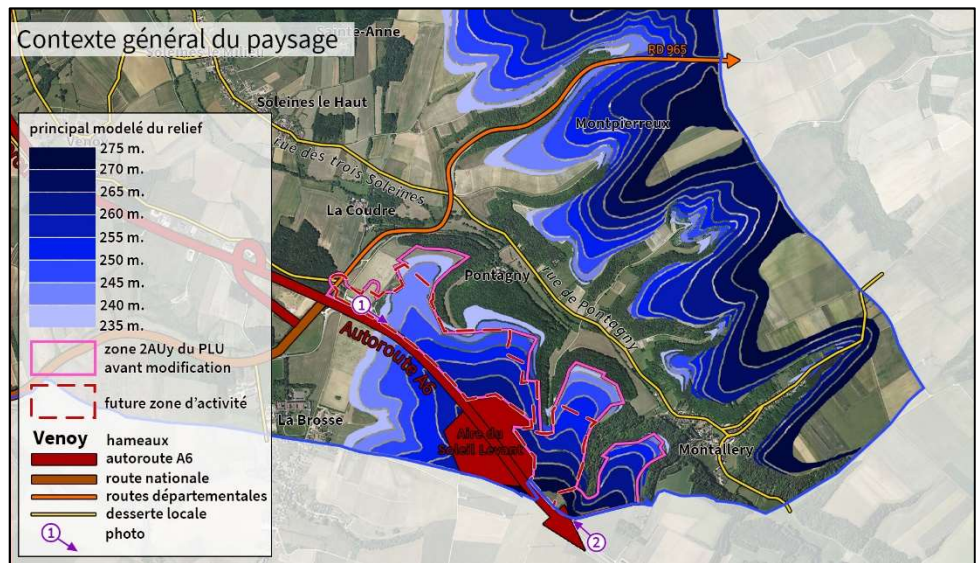 Contexte général du paysage
Sainte-Anne
RD 965
Soleines le Haut
Montpierreux
principal modelé du relief
275 m.
270 m.
265 m.
260 m.
255 m.
250 m.
245 m.
240 m.
235 m.
rue des trois Soleines
La Coudre
Pontagny
rue de Pontagny
1
Autoroute A6
zone 2AUy du PLU
avant modification
future zone d'activité
La Brosse
Aire du
Soleil Levant
Montallery
Venoy hameaux
autoroute A6
route nationale
routes départementales
desserte locale
1 photo
2